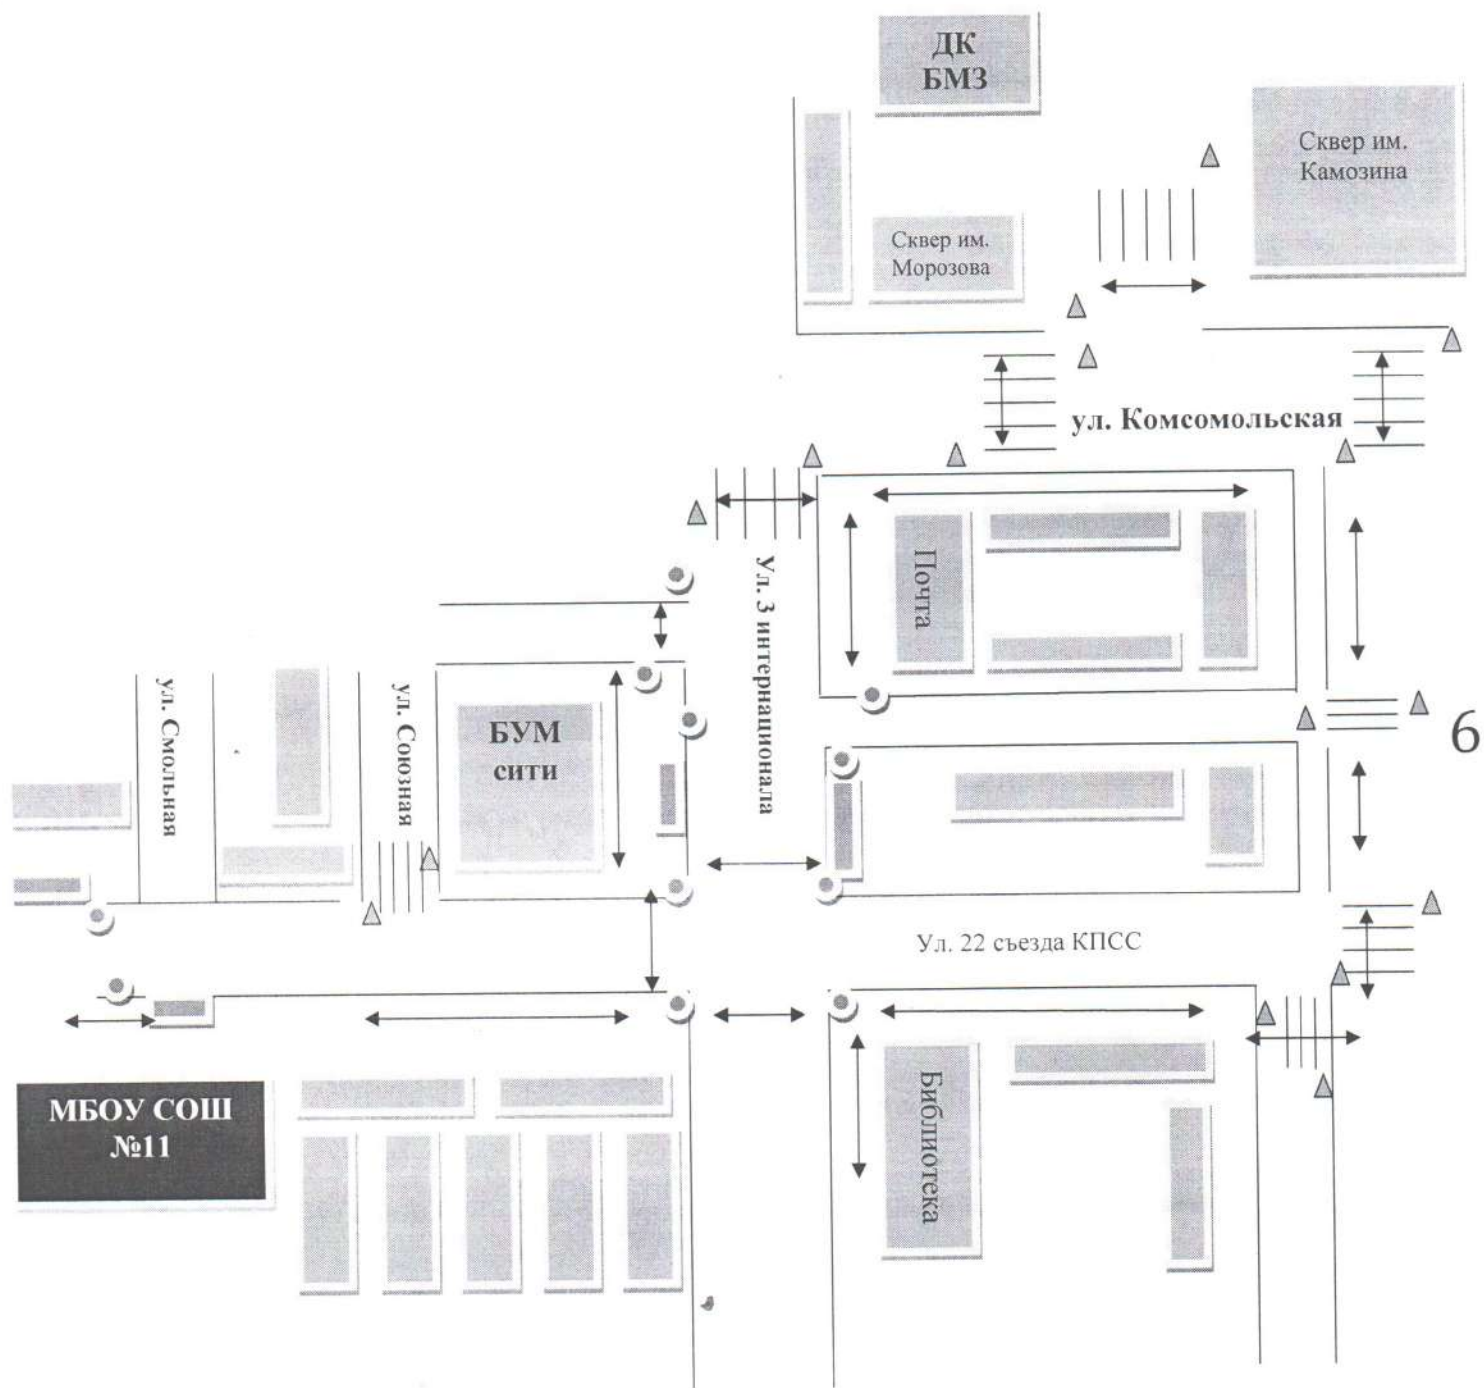 ДК
БМЗ
Сквер им.
Камозина
Сквер им.
Морозова
ул. Комсомольская
Почта
Ул. 3 интернационала
ул. Смольная
ул. Союзная
БУМ
сити
6
Ул. 22 съезда КПСС
МБОУ СОШ
№11
Библиотека